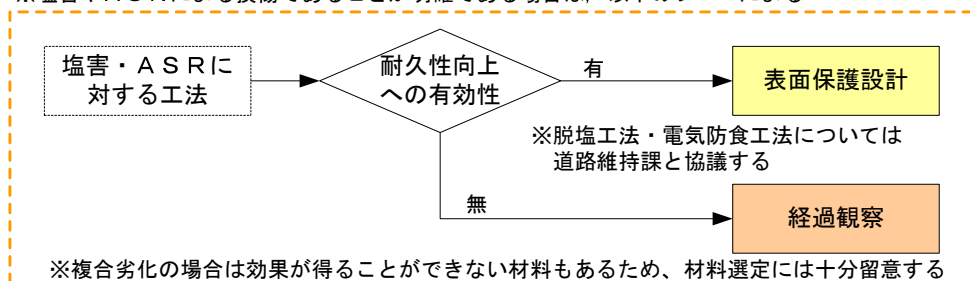 塩害・ＡＳＲに
対する工法
耐久性向上
への有効性
有
表面保護設計
※脱塩工法・電気防食工法については
道路維持課と協議する
無
経過観察
※複合劣化の場合は効果が得ることができない材料もあるため、材料選定には十分留意する